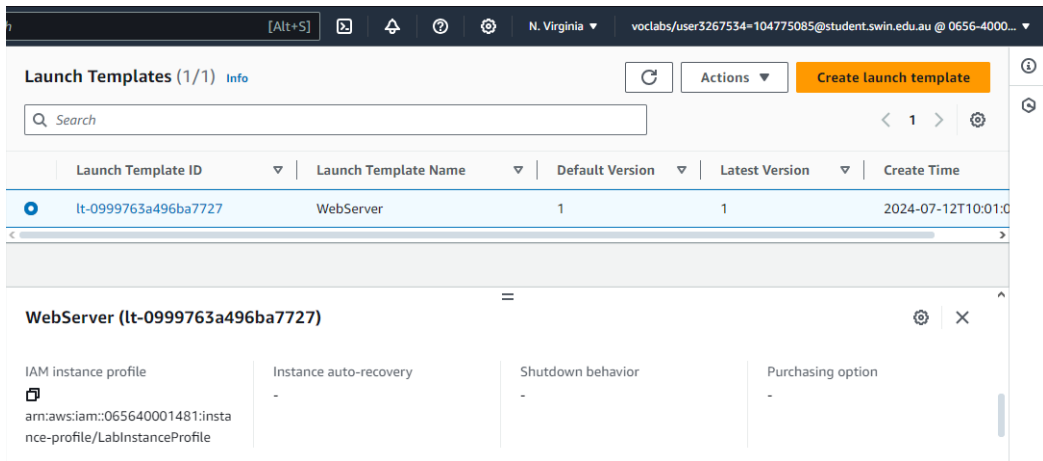 [Alt+S] N. Virginia voclabs/user3267534=104775085@student.swin.edu.au @ 0656-4000...
Launch Templates (1/1) Info Actions Create launch template
Search 1
Launch Template ID Launch Template Name Default Version Latest Version Create Time
lt-0999763a496ba7727 WebServer 1 1 2024-07-12T10:01:0
WebServer (lt-0999763a496ba7727)
IAM instance profile Instance auto-recovery Shutdown behavior Purchasing option
- - -
arn:aws:iam::065640001481:insta
nce-profile/LabInstanceProfile